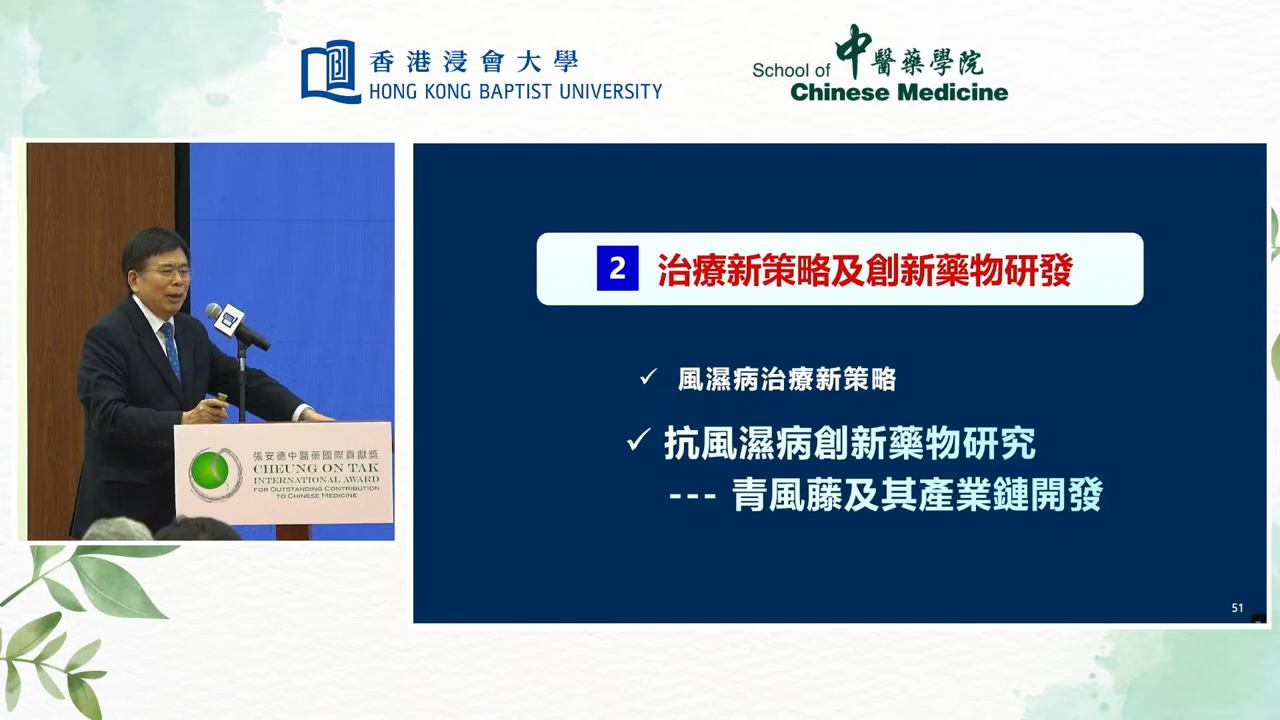 香港浸會大學
HONG KONG BAPTIST UNIVERSITY
School of 中醫藥學院
Chinese Medicine
張安德中醫藥國際貢獻獎
CHEUNG ON TAK
INTERNATIONAL AWARD
FOR OUTSTANDING CONTRIBUTION
TO CHINESE MEDICINE
2 治療新策略及創新藥物研發
✓ 風濕病治療新策略
✓ 抗風濕病創新藥物研究
--- 青風藤及其產業鏈開發
51